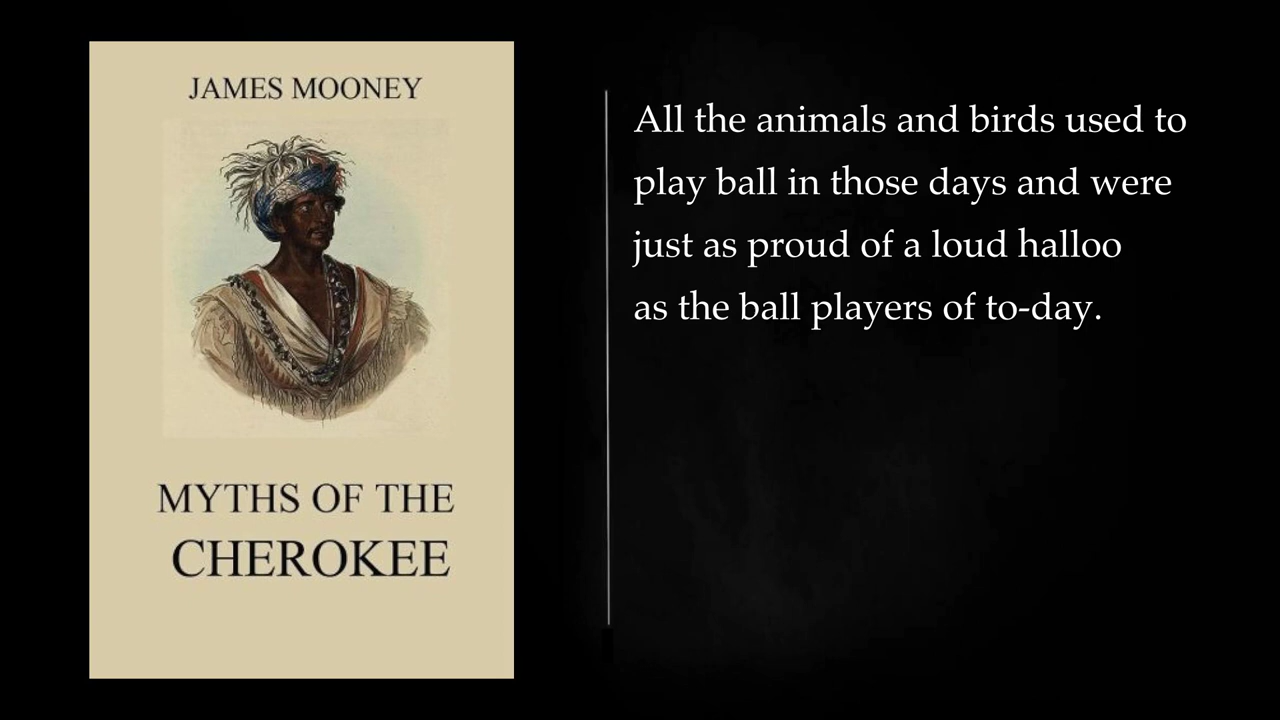 JAMES MOONEY
MYTHS OF THE
CHEROKEE
All the animals and birds used to
play ball in those days and were
just as proud of a loud halloo
as the ball players of to-day.